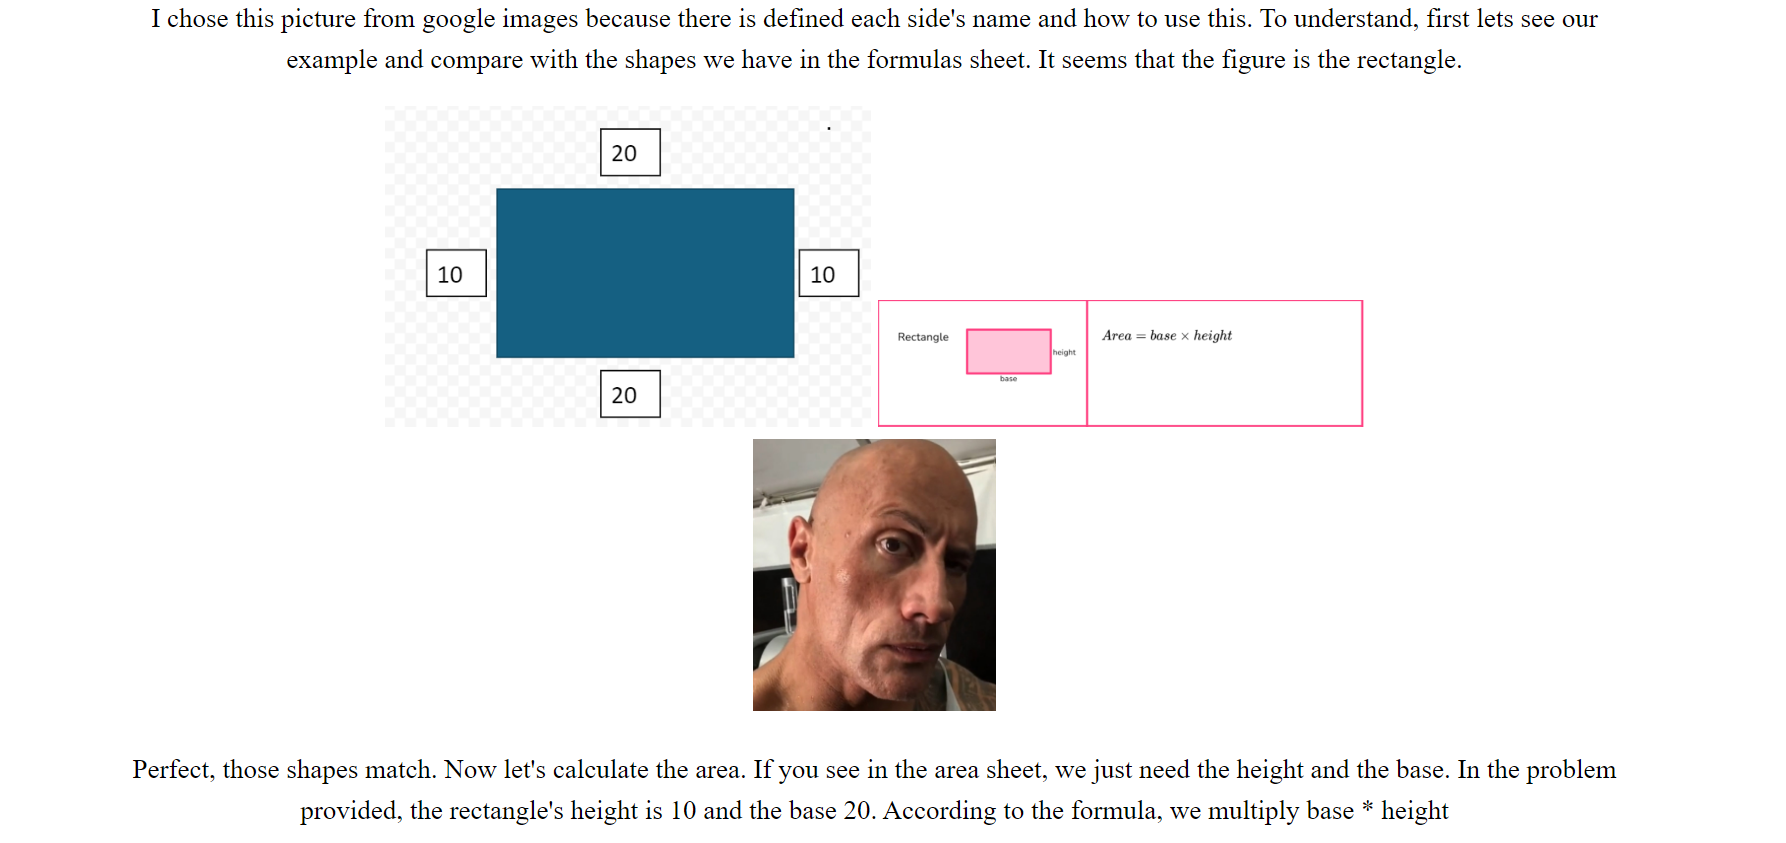 I chose this picture from google images because there is defined each side's name and how to use this. To understand, first lets see our
example and compare with the shapes we have in the formulas sheet. It seems that the figure is the rectangle.
20
10
10
20
Rectangle
height
base
Area = base × height
Perfect, those shapes match. Now let's calculate the area. If you see in the area sheet, we just need the height and the base. In the problem
provided, the rectangle's height is 10 and the base 20. According to the formula, we multiply base * height